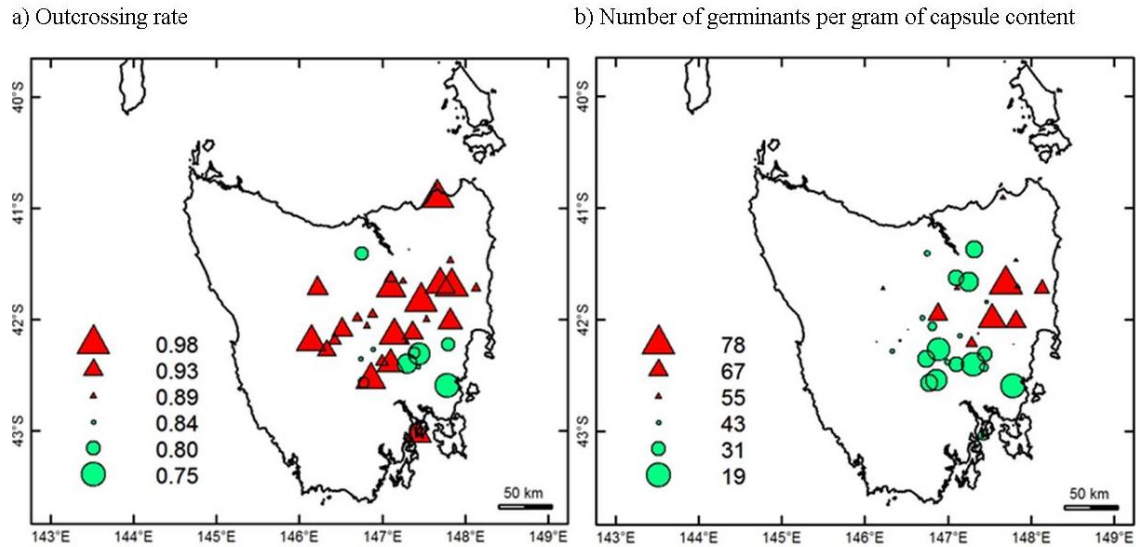 a) Outcrossing rate
b) Number of germinants per gram of capsule content
40°S
41°S
42°S
43°S
0.98
0.93
0.89
0.84
0.80
0.75
50 km
143°E 144°E 145°E 146°E 147°E 148°E 149°E
40°S
41°S
42°S
43°S
78
67
55
43
31
19
50 km
143°E 144°E 145°E 146°E 147°E 148°E 149°E